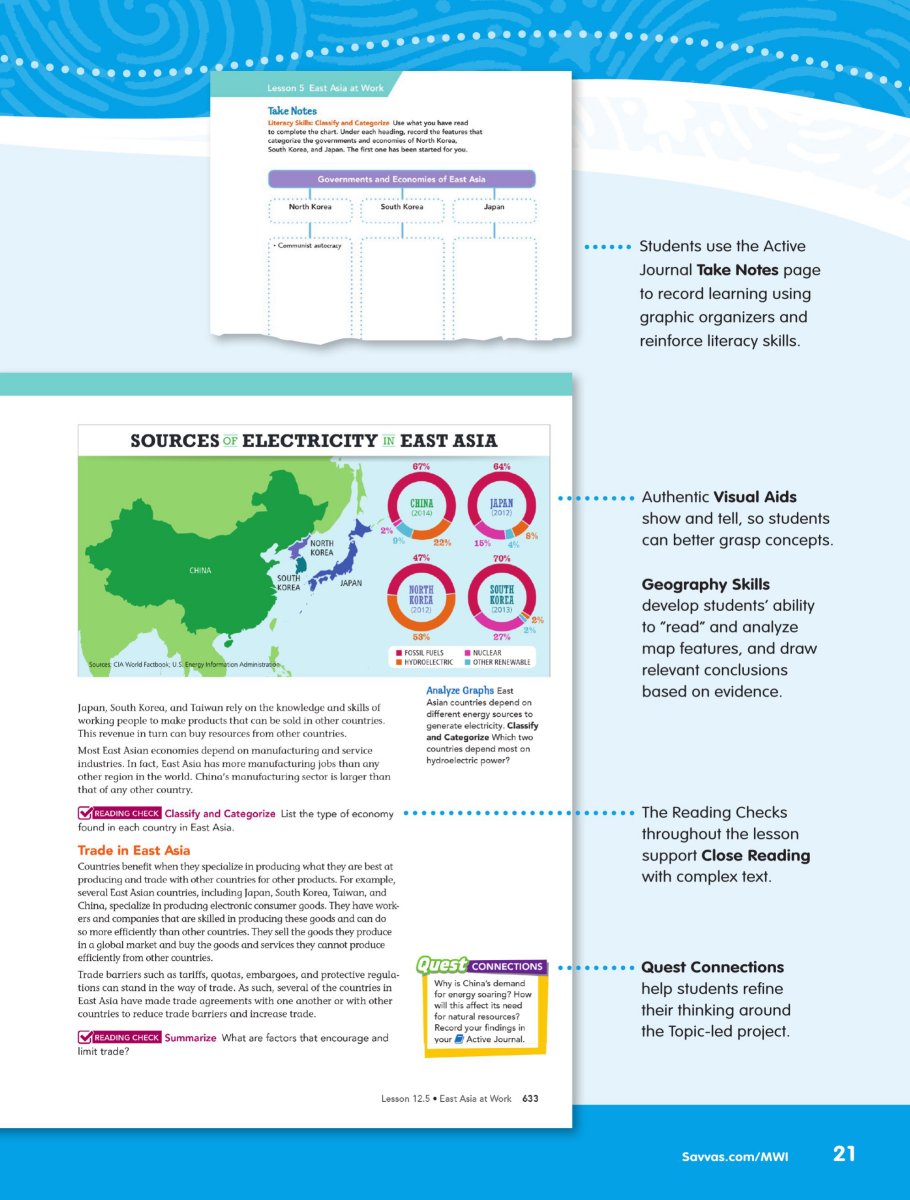 Lesson 5 East Asia at Work
Take Notes
Literacy Skills: Classify and Categorize Use what you have read
to complete the chart. Under each heading, record the features that
categorize the governments and economies of North Korea,
South Korea, and Japan. The first one has been started for you.
Governments and Economies of East Asia
North Korea
South Korea
Japan
• Communist autocracy
Students use the Active
Journal Take Notes page
to record learning using
graphic organizers and
reinforce literacy skills.
SOURCES OF ELECTRICITY IN EAST ASIA
CHINA
NORTH
KOREA
SOUTH
KOREA
JAPAN
67%
CHINA
(2014)
2%
9%
22%
64%
JAPAN
(2012)
15%
4%
8%
47%
NORTH
KOREA
(2012)
53%
70%
SOUTH
KOREA
(2013)
2%
2%
27%
FOSSIL FUELS
NUCLEAR
HYDROELECTRIC
OTHER RENEWABLE
Sources: CIA World Factbook; U.S. Energy Information Administration
Authentic Visual Aids
show and tell, so students
can better grasp concepts.
Geography Skills
develop students' ability
to "read" and analyze
map features, and draw
relevant conclusions
based on evidence.
Analyze Graphs East
Asian countries depend on
different energy sources to
generate electricity. Classify
and Categorize Which two
countries depend most on
hydroelectric power?
Japan, South Korea, and Taiwan rely on the knowledge and skills of
working people to make products that can be sold in other countries.
This revenue in turn can buy resources from other countries.
Most East Asian economies depend on manufacturing and service
industries. In fact, East Asia has more manufacturing jobs than any
other region in the world. China's manufacturing sector is larger than
that of any other country.
READING CHECK Classify and Categorize List the type of economy
found in each country in East Asia.
The Reading Checks
throughout the lesson
support Close Reading
with complex text.
Trade in East Asia
Countries benefit when they specialize in producing what they are best at
producing and trade with other countries for other products. For example,
several East Asian countries, including Japan, South Korea, Taiwan, and
China, specialize in producing electronic consumer goods. They have work-
ers and companies that are skilled in producing these goods and can do
so more efficiently than other countries. They sell the goods they produce
in a global market and buy the goods and services they cannot produce
efficiently from other countries.
Trade barriers such as tariffs, quotas, embargoes, and protective regula-
tions can stand in the way of trade. As such, several of the countries in
East Asia have made trade agreements with one another or with other
countries to reduce trade barriers and increase trade.
READING CHECK Summarize What are factors that encourage and
limit trade?
Quest CONNECTIONS
Why is China's demand
for energy soaring? How
will this affect its need
for natural resources?
Record your findings in
your Active Journal.
Quest Connections
help students refine
their thinking around
the Topic-led project.
Lesson 12.5 • East Asia at Work 633
Savvas.com/MWI 21